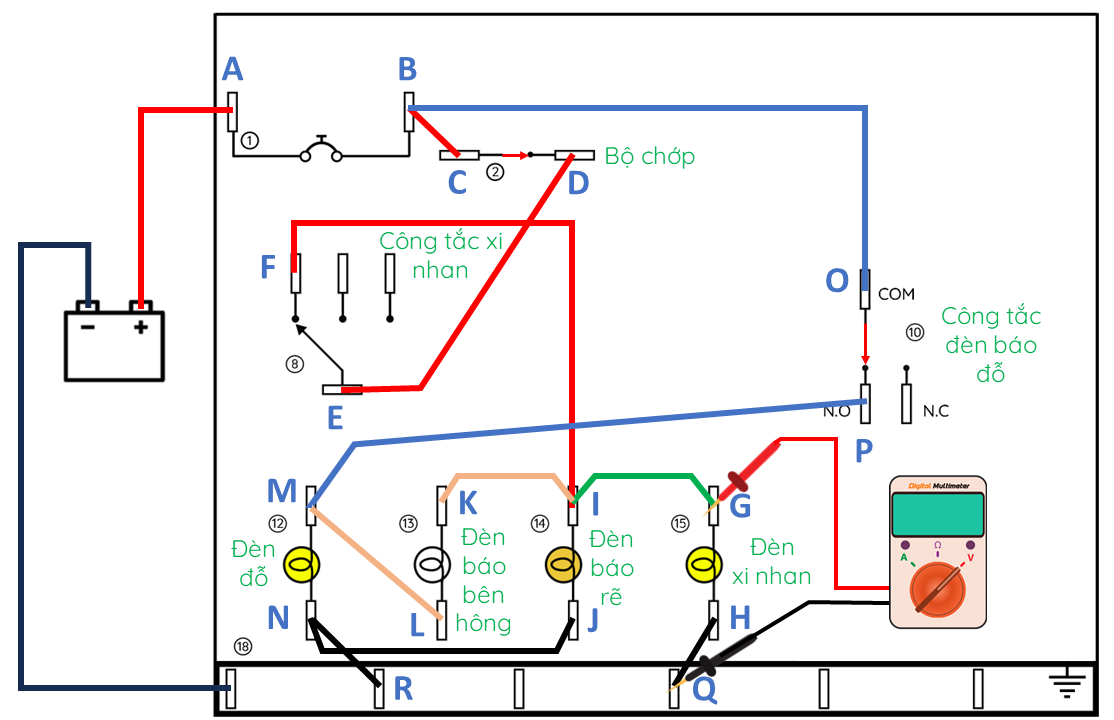 A
B
①
Bộ chớp
②
C
D
Công tắc xi
nhan
F
O
COM
Công tắc
đèn báo
đỗ
⑩
− +
⑧
E
N.O
N.C
P
Digital Multimeter
M
K
I
G
⑫
⑬
⑭
⑮
Đèn
đỗ
Đèn
báo
bên
hông
Đèn
báo
rẽ
Đèn
xi nhan
A
Ω
V
N
L
J
H
⑱
R
Q